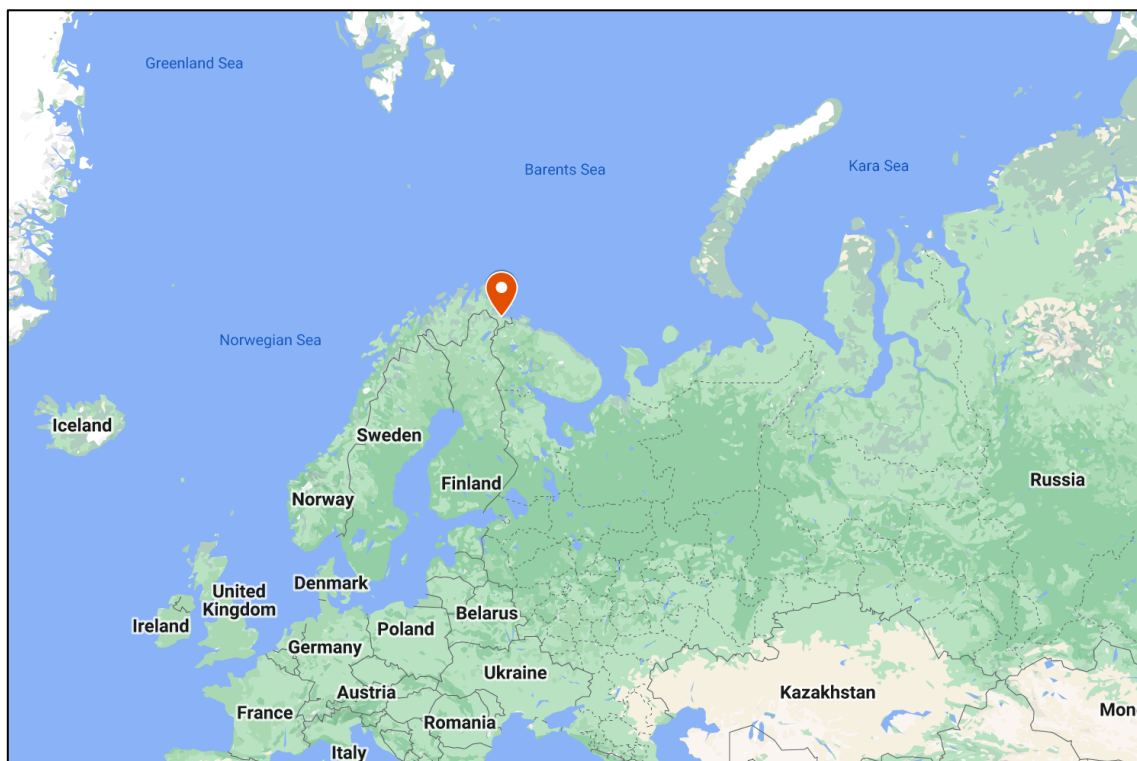 Greenland Sea
Barents Sea
Kara Sea
Norwegian Sea
Iceland
Sweden
Finland
Russia
Norway
Denmark
United
Kingdom
Belarus
Ireland
Poland
Germany
Ukraine
Austria
Kazakhstan
France
Romania
Mon
Italy